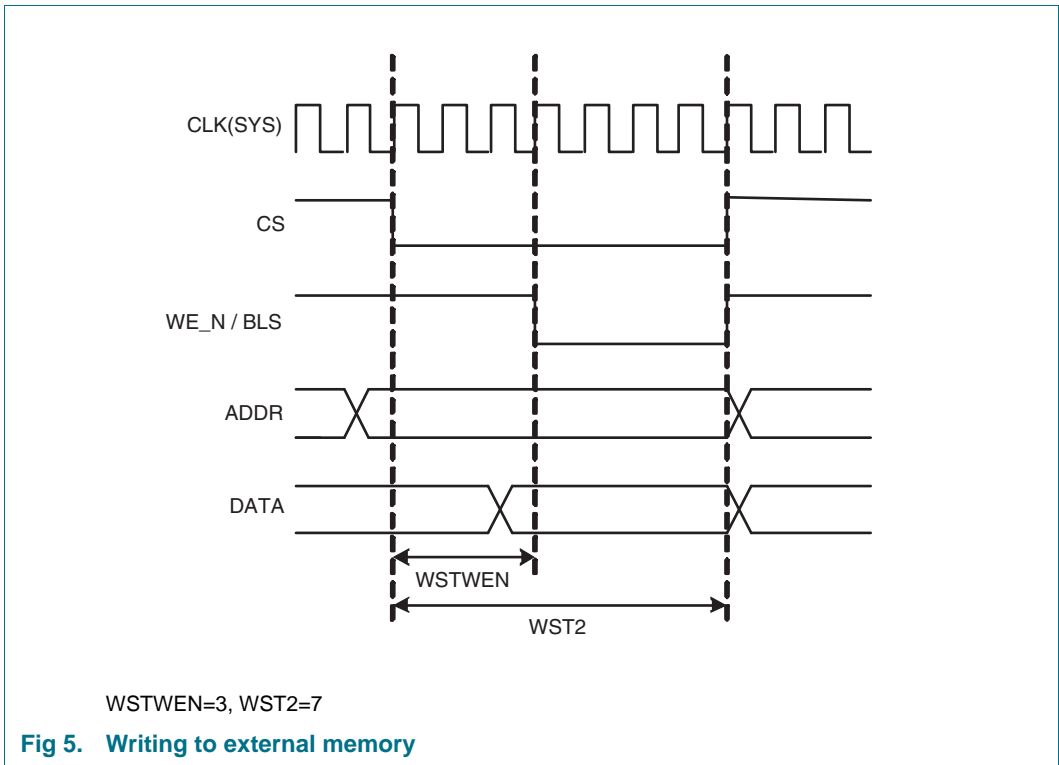 CLK(SYS)
CS
WE_N / BLS
ADDR
DATA
WSTWEN
WST2
WSTWEN=3, WST2=7
Fig 5. Writing to external memory